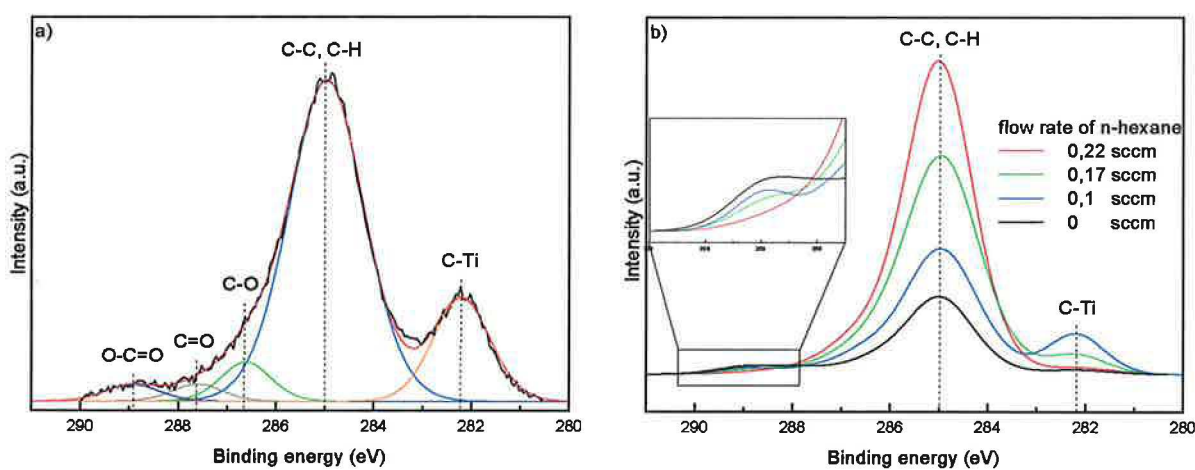 a)
C-C, C-H
C-Ti
C-O
C=O
O-C=O
Intensity (a.u.)
290 288 286 284 282 280
Binding energy (eV)
b)
C-C, C-H
flow rate of n-hexane
0,22 sccm
0,17 sccm
0,1 sccm
0 sccm
C-Ti
Intensity (a.u.)
290 288 286 284 282 280
Binding energy (eV)